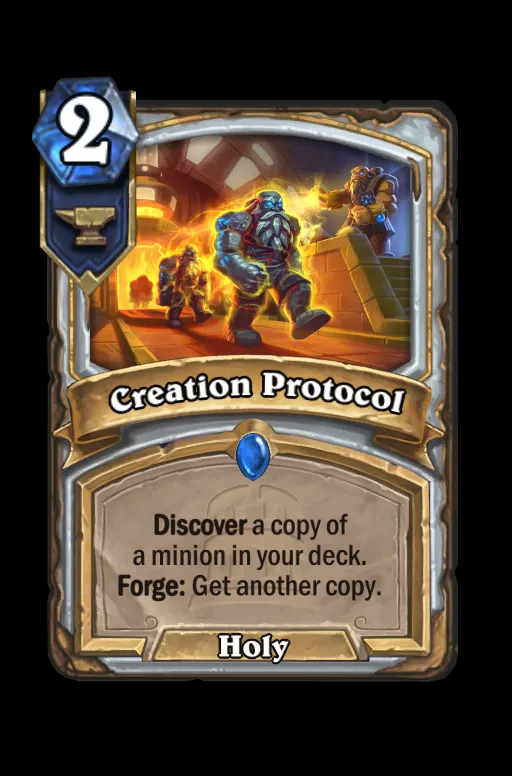 2
Creation Protocol
Discover a copy of
a minion in your deck.
Forge: Get another copy.
Holy